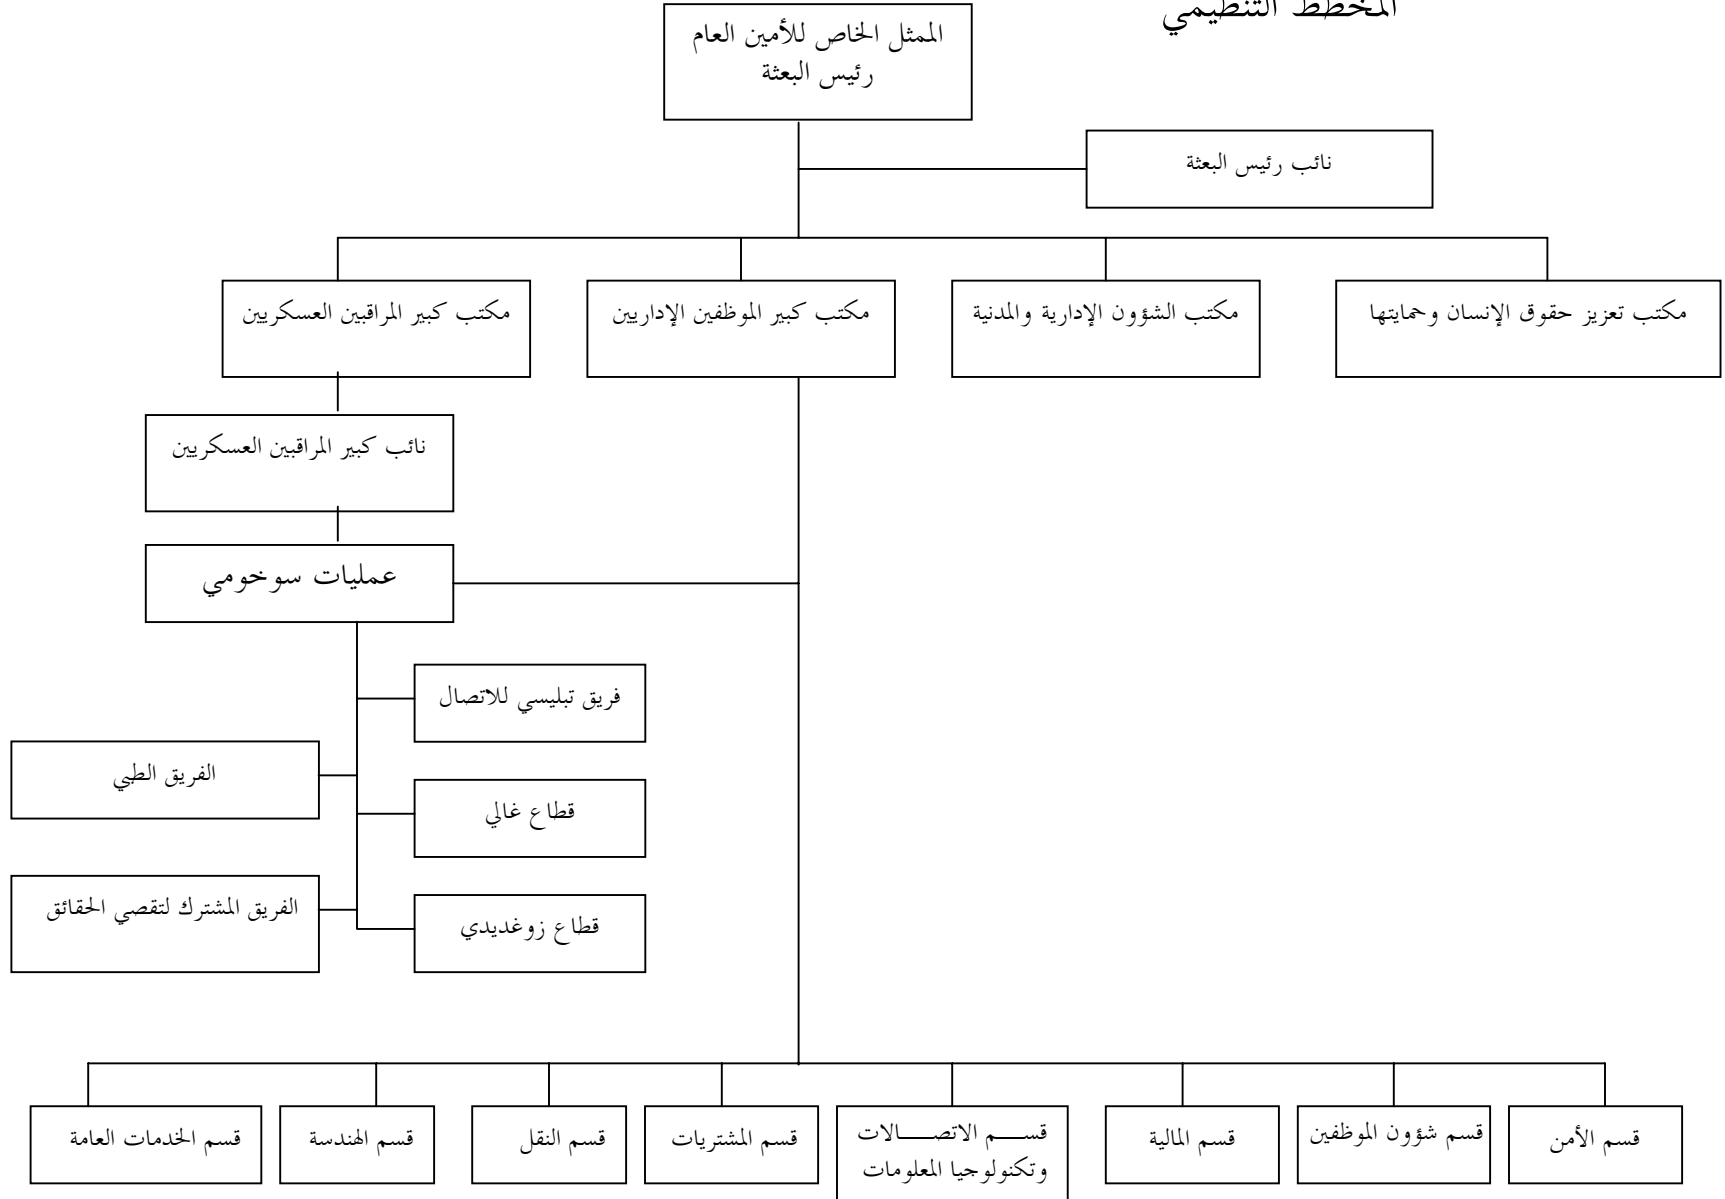 المخطط التنظيمي
الممثل الخاص للأمين العام
رئيس البعثة
نائب رئيس البعثة
مكتب تعزيز حقوق الإنسان وحمايتها
مكتب الشؤون الإدارية والمدنية
مكتب كبير الموظفين الإداريين
مكتب كبير المراقبين العسكريين
نائب كبير المراقبين العسكريين
عمليات سوخومي
فريق تبليسي للاتصال
الفريق الطبي
قطاع غالي
الفريق المشترك لتقصي الحقائق
قطاع زوغديدي
قسم الأمن
قسم شؤون الموظفين
قسم المالية
قسم الاتصالات
وتكنولوجيا المعلومات
قسم المشتريات
قسم النقل
قسم الهندسة
قسم الخدمات العامة